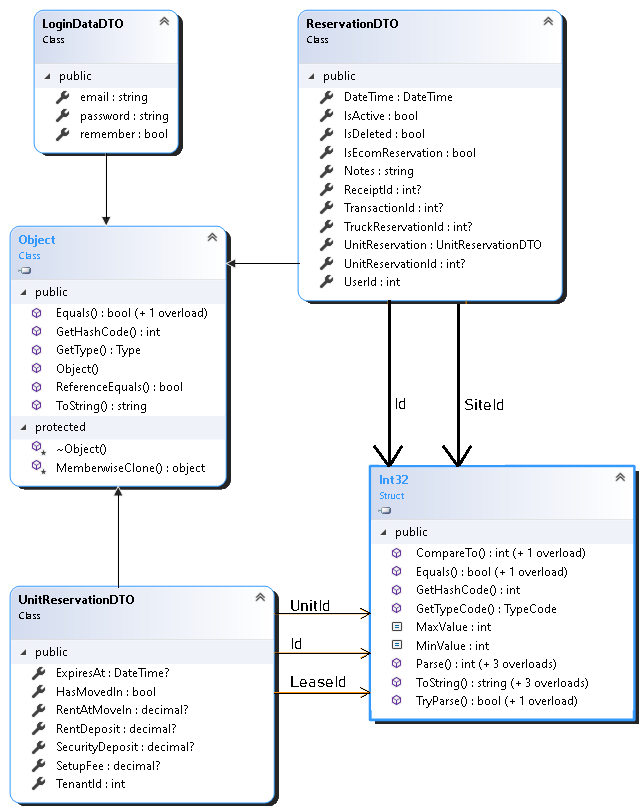 LoginDataDTO
Class
public
email : string
password : string
remember : bool
ReservationDTO
Class
public
DateTime : DateTime
IsActive : bool
IsDeleted : bool
IsEcomReservation : bool
Notes : string
ReceiptId : int?
TransactionId : int?
TruckReservationId : int?
UnitReservation : UnitReservationDTO
UnitReservationId : int?
UserId : int
Object
Class
public
Equals() : bool (+ 1 overload)
GetHashCode() : int
GetType() : Type
Object()
ReferenceEquals() : bool
ToString() : string
protected
~Object()
MemberwiseClone() : object
Id
SiteId
Int32
Struct
public
CompareTo() : int (+ 1 overload)
Equals() : bool (+ 1 overload)
GetHashCode() : int
GetTypeCode() : TypeCode
MaxValue : int
MinValue : int
Parse() : int (+ 3 overloads)
ToString() : string (+ 3 overloads)
TryParse() : bool (+ 1 overload)
UnitReservationDTO
Class
public
ExpiresAt : DateTime?
HasMovedIn : bool
RentAtMoveIn : decimal?
RentDeposit : decimal?
SecurityDeposit : decimal?
SetupFee : decimal?
TenantId : int
UnitId
Id
LeaseId